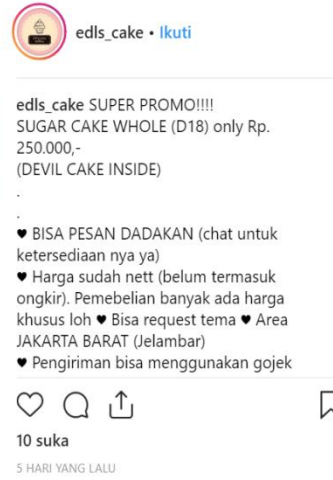 edls_cake • Ikuti
edls_cake SUPER PROMO!!!!
SUGAR CAKE WHOLE (D18) only Rp.
250.000,-
(DEVIL CAKE INSIDE)
.
.
♥ BISA PESAN DADAKAN (chat untuk
ketersediaan nya ya)
♥ Harga sudah nett (belum termasuk
ongkir). Pemebelian banyak ada harga
khusus loh ♥ Bisa request tema ♥ Area
JAKARTA BARAT (Jelambar)
♥ Pengiriman bisa menggunakan gojek
10 suka
5 HARI YANG LALU